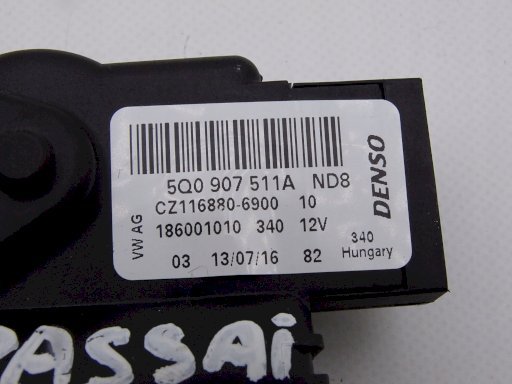 5Q0 907 511A ND8
CZ116880-6900 10
186001010 340 12V
03 13/07/16 82
VW AG
DENSO
340
Hungary
PASSAi